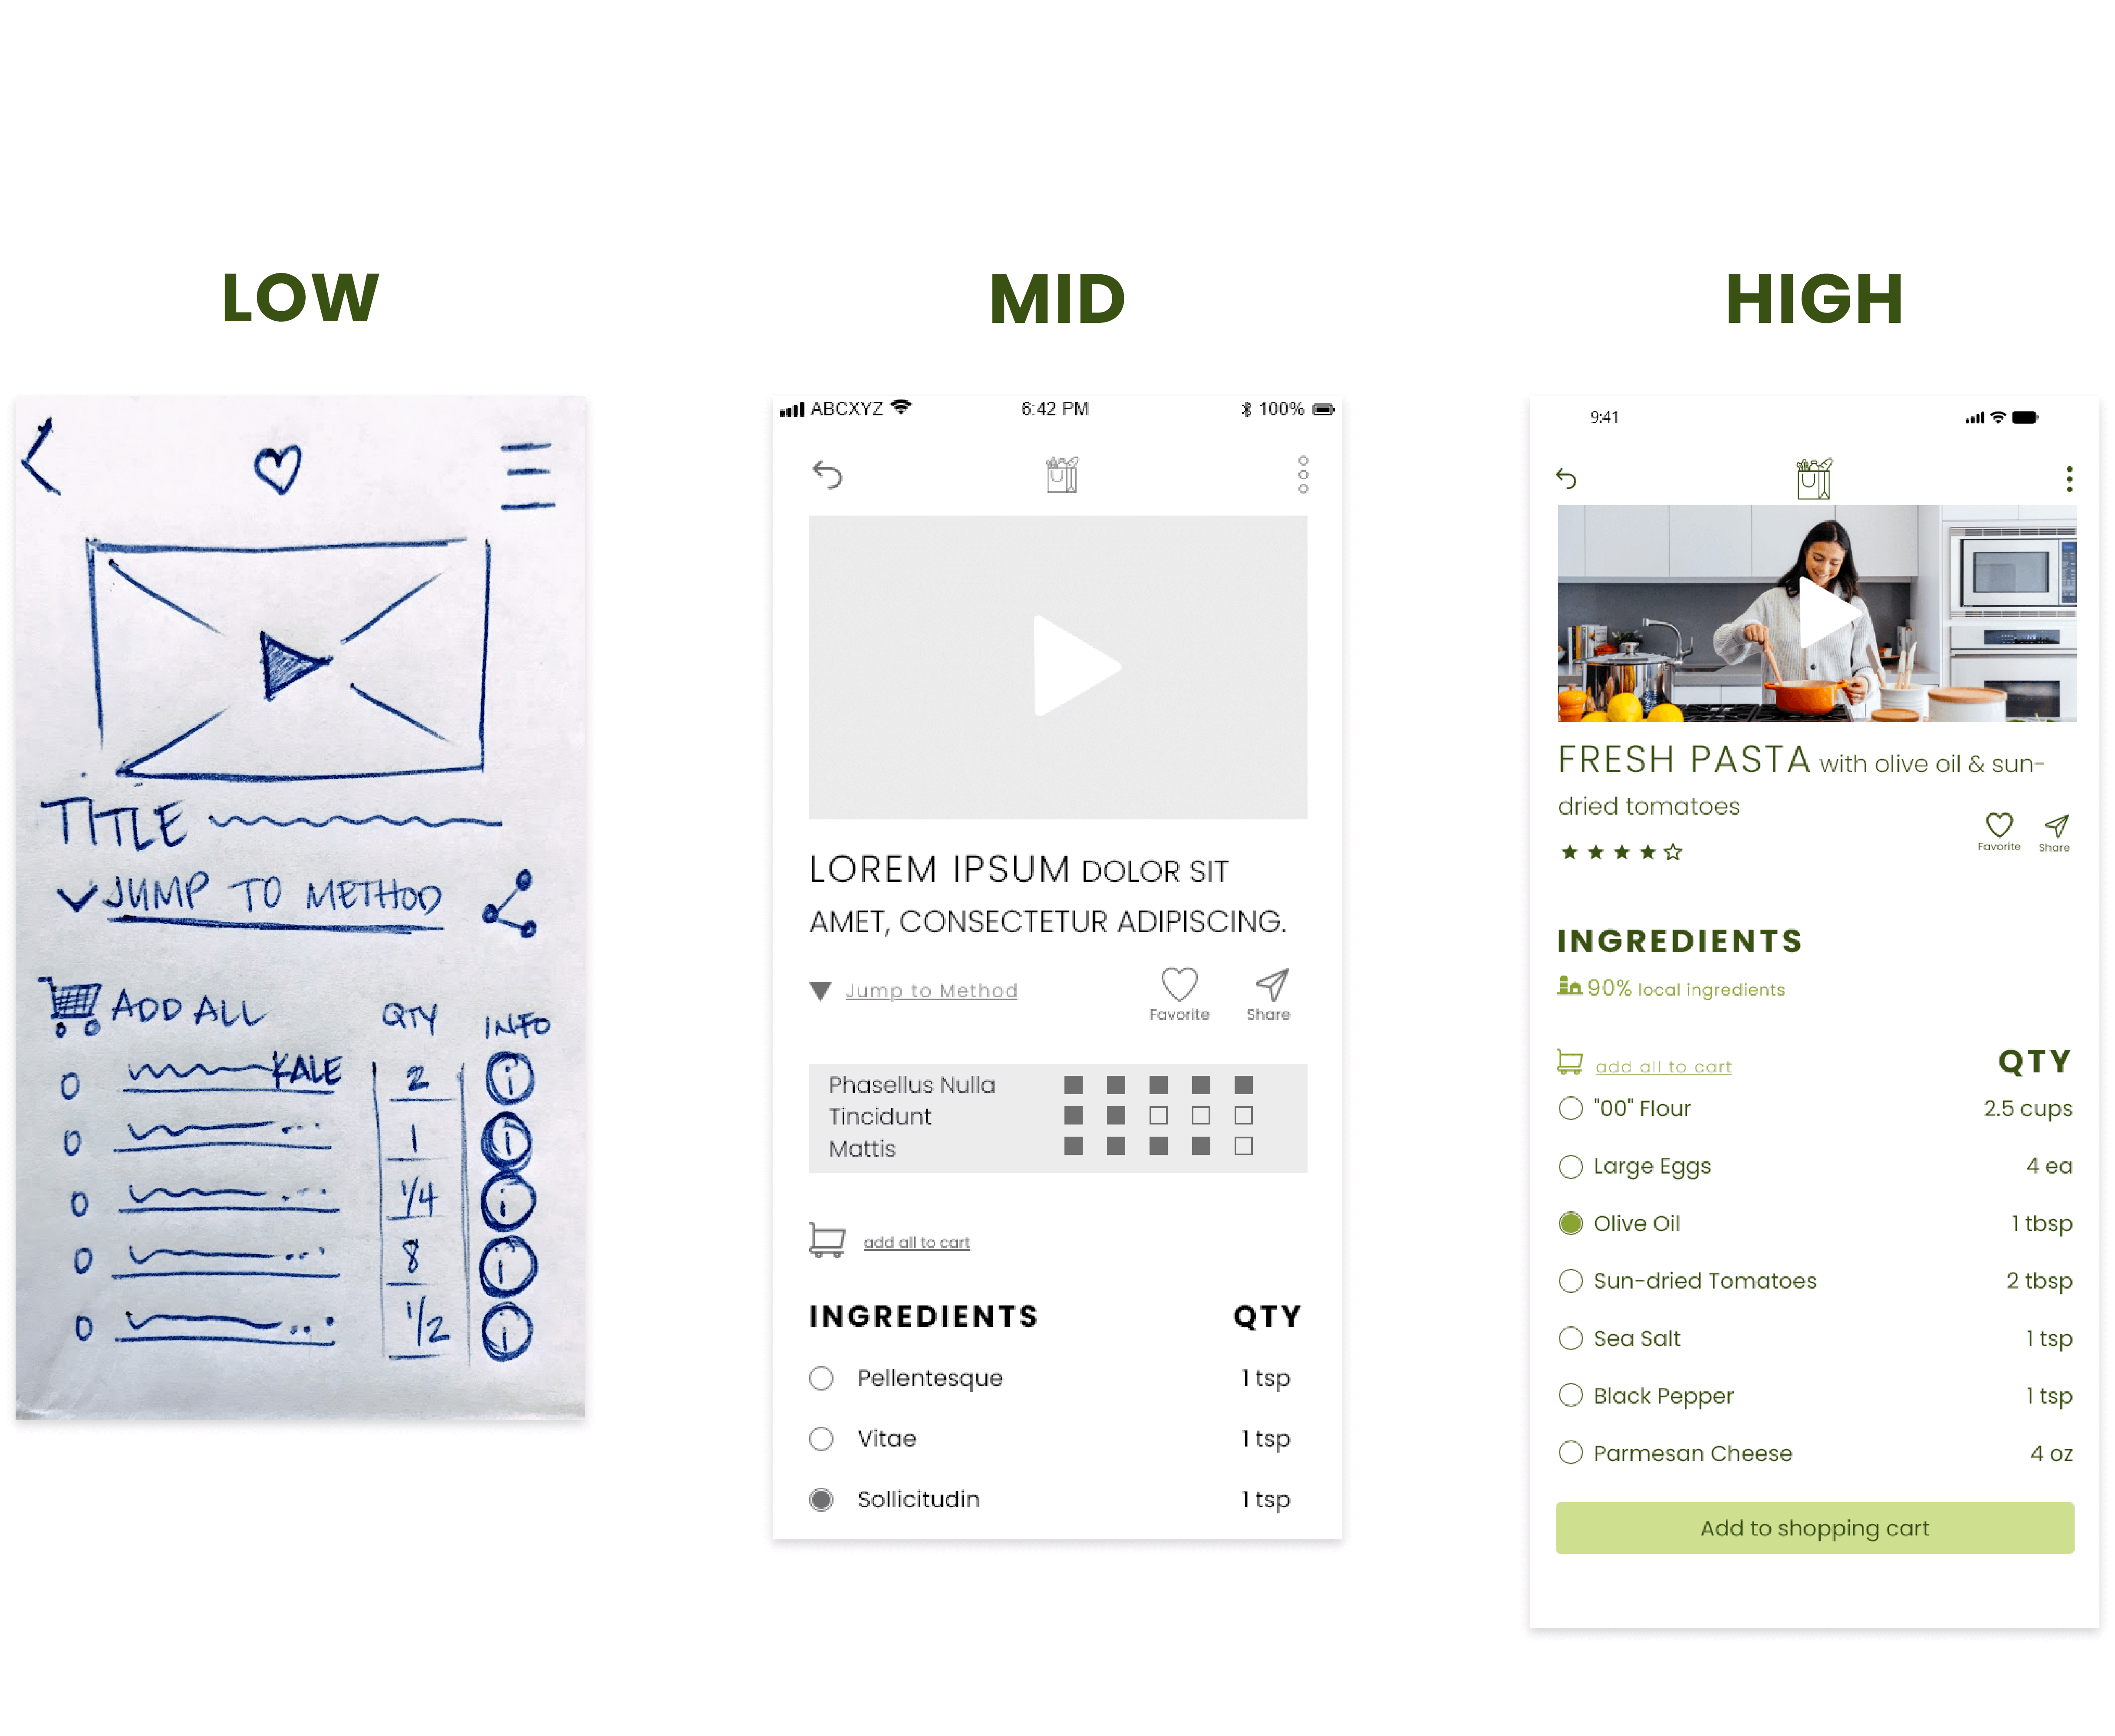 LOW
MID
HIGH
TITLE
JUMP TO METHOD
ADD ALL QTY INFO
KALE 2 i
1 i
1/4 i
8 i
1/2 i
ABCXYZ 6:42 PM 100%
LOREM IPSUM DOLOR SIT
AMET, CONSECTETUR ADIPISCING.
Jump to Method
Favorite Share
Phasellus Nulla
Tincidunt
Mattis
add all to cart
INGREDIENTS QTY
Pellentesque 1 tsp
Vitae 1 tsp
Sollicitudin 1 tsp
9:41
FRESH PASTA with olive oil & sun-
dried tomatoes
Favorite Share
INGREDIENTS
90% local ingredients
add all to cart QTY
"00" Flour 2.5 cups
Large Eggs 4 ea
Olive Oil 1 tbsp
Sun-dried Tomatoes 2 tbsp
Sea Salt 1 tsp
Black Pepper 1 tsp
Parmesan Cheese 4 oz
Add to shopping cart